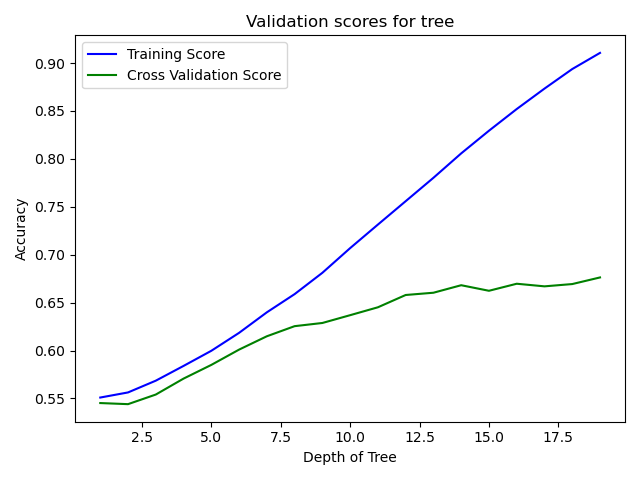 Validation scores for tree
Training Score
Cross Validation Score
0.90
0.85
0.80
0.75
0.70
0.65
0.60
0.55
Accuracy
2.5 5.0 7.5 10.0 12.5 15.0 17.5
Depth of Tree